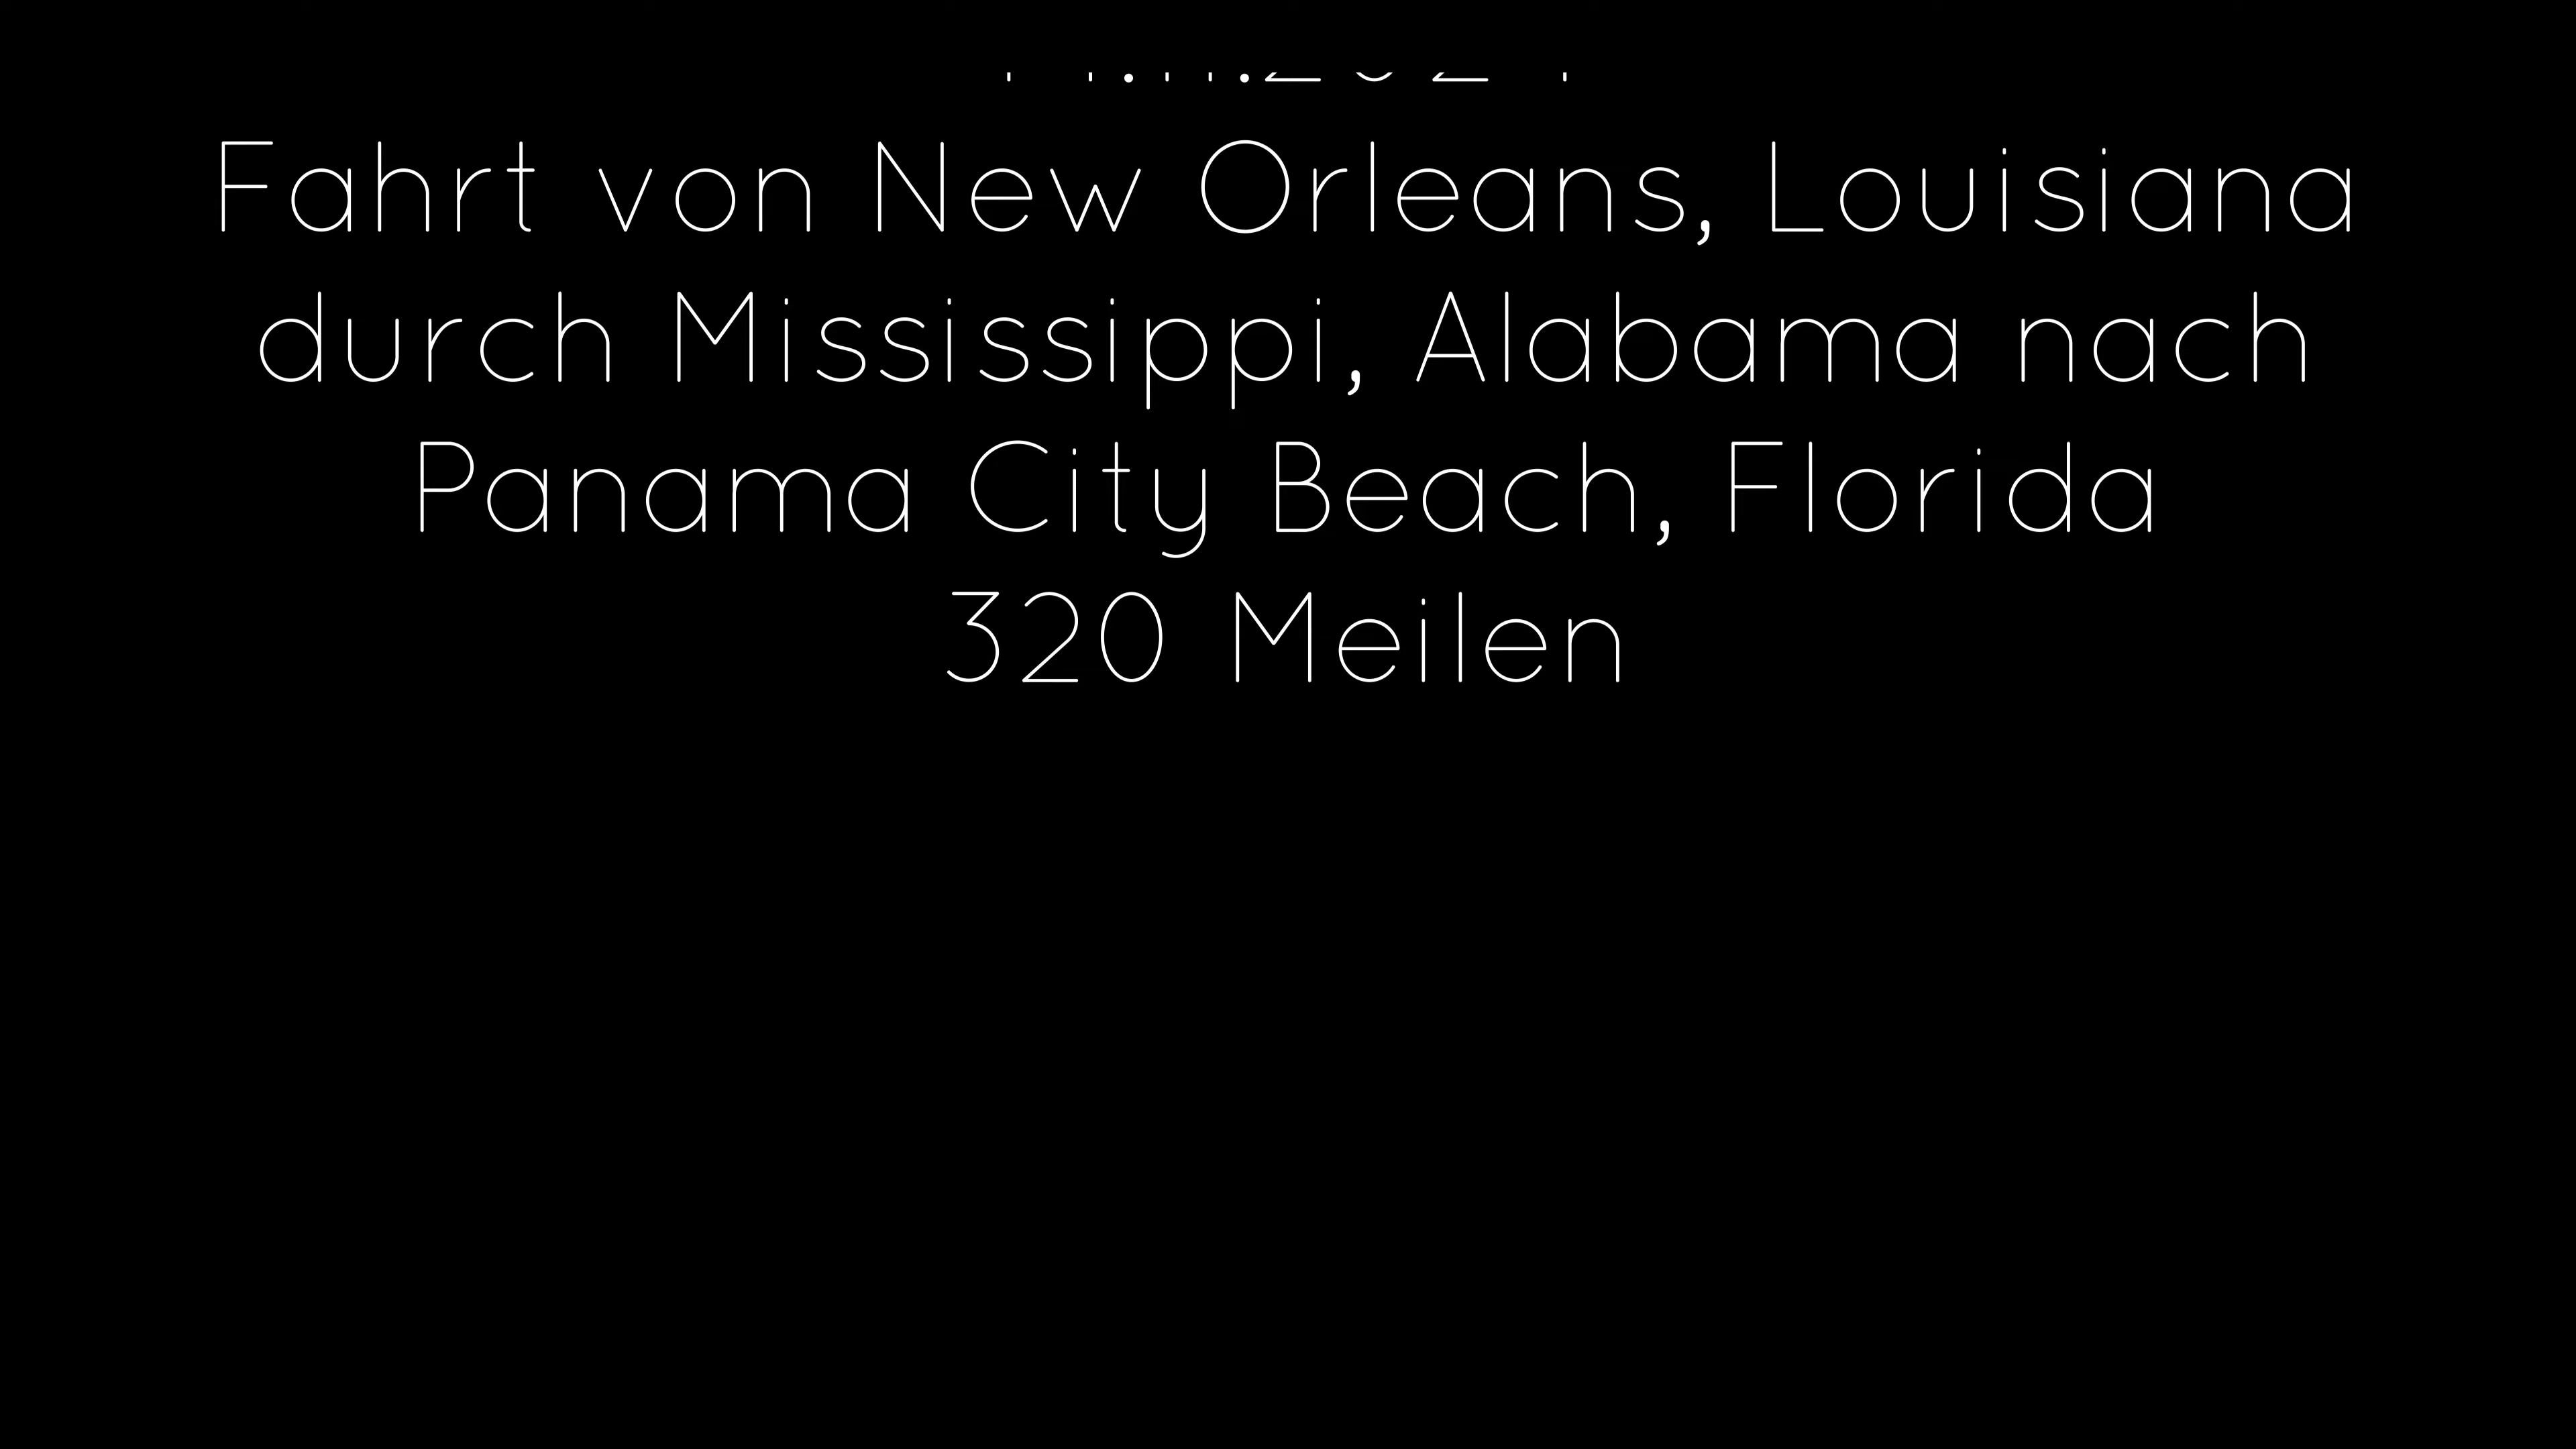 Fahrt von New Orleans, Louisiana
durch Mississippi, Alabama nach
Panama City Beach, Florida
320 Meilen